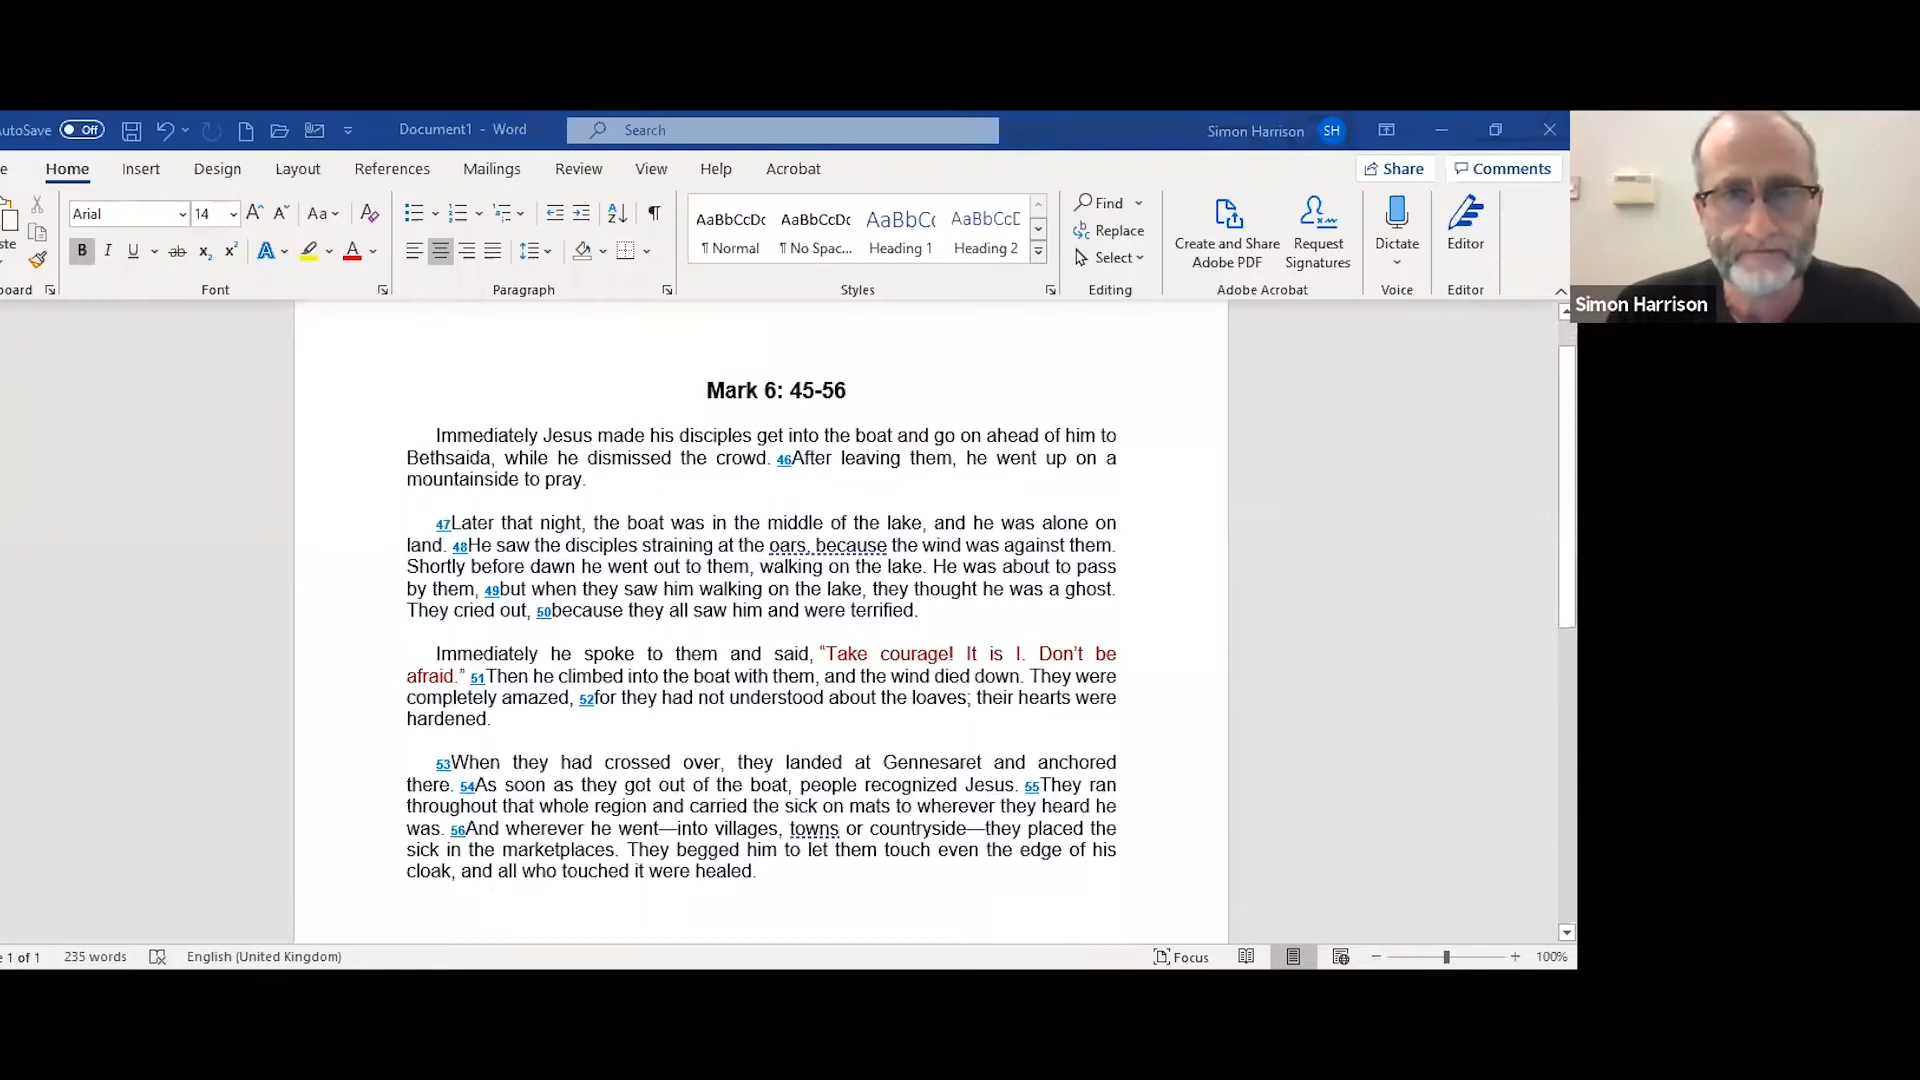 AutoSave Off Document1 - Word Search Simon Harrison SH
Home Insert Design Layout References Mailings Review View Help Acrobat Share Comments
Arial 14 Aa AaBbCcDc AaBbCcDc AaBbCc AaBbCcD Find
¶ Normal ¶ No Spac... Heading 1 Heading 2 Replace
Select
Create and Share Adobe PDF
Request Signatures
Dictate
Editor
Font Paragraph Styles Editing Adobe Acrobat Voice Editor
Simon Harrison
Mark 6: 45-56
Immediately Jesus made his disciples get into the boat and go on ahead of him to
Bethsaida, while he dismissed the crowd. 46After leaving them, he went up on a
mountainside to pray.
47Later that night, the boat was in the middle of the lake, and he was alone on
land. 48He saw the disciples straining at the oars, because the wind was against them.
Shortly before dawn he went out to them, walking on the lake. He was about to pass
by them, 49but when they saw him walking on the lake, they thought he was a ghost.
They cried out, 50because they all saw him and were terrified.
Immediately he spoke to them and said, “Take courage! It is I. Don’t be
afraid.” 51Then he climbed into the boat with them, and the wind died down. They were
completely amazed, 52for they had not understood about the loaves; their hearts were
hardened.
53When they had crossed over, they landed at Gennesaret and anchored
there. 54As soon as they got out of the boat, people recognized Jesus. 55They ran
throughout that whole region and carried the sick on mats to wherever they heard he
was. 56And wherever he went—into villages, towns or countryside—they placed the
sick in the marketplaces. They begged him to let them touch even the edge of his
cloak, and all who touched it were healed.
1 of 1 235 words English (United Kingdom) Focus 100%